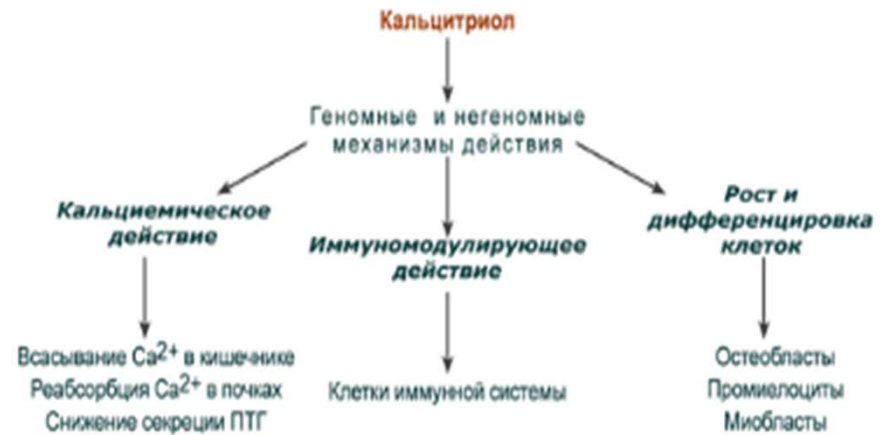 Кальцитриол
Геномные и негеномные
механизмы действия
Кальциемическое
действие
Иммуномодулирующее
действие
Рост и
дифференцировка
клеток
Всасывание Ca2+ в кишечнике
Реабсорбция Ca2+ в почках
Снижение секреции ПТГ
Клетки иммунной системы
Остеобласты
Промиелоциты
Миобласты